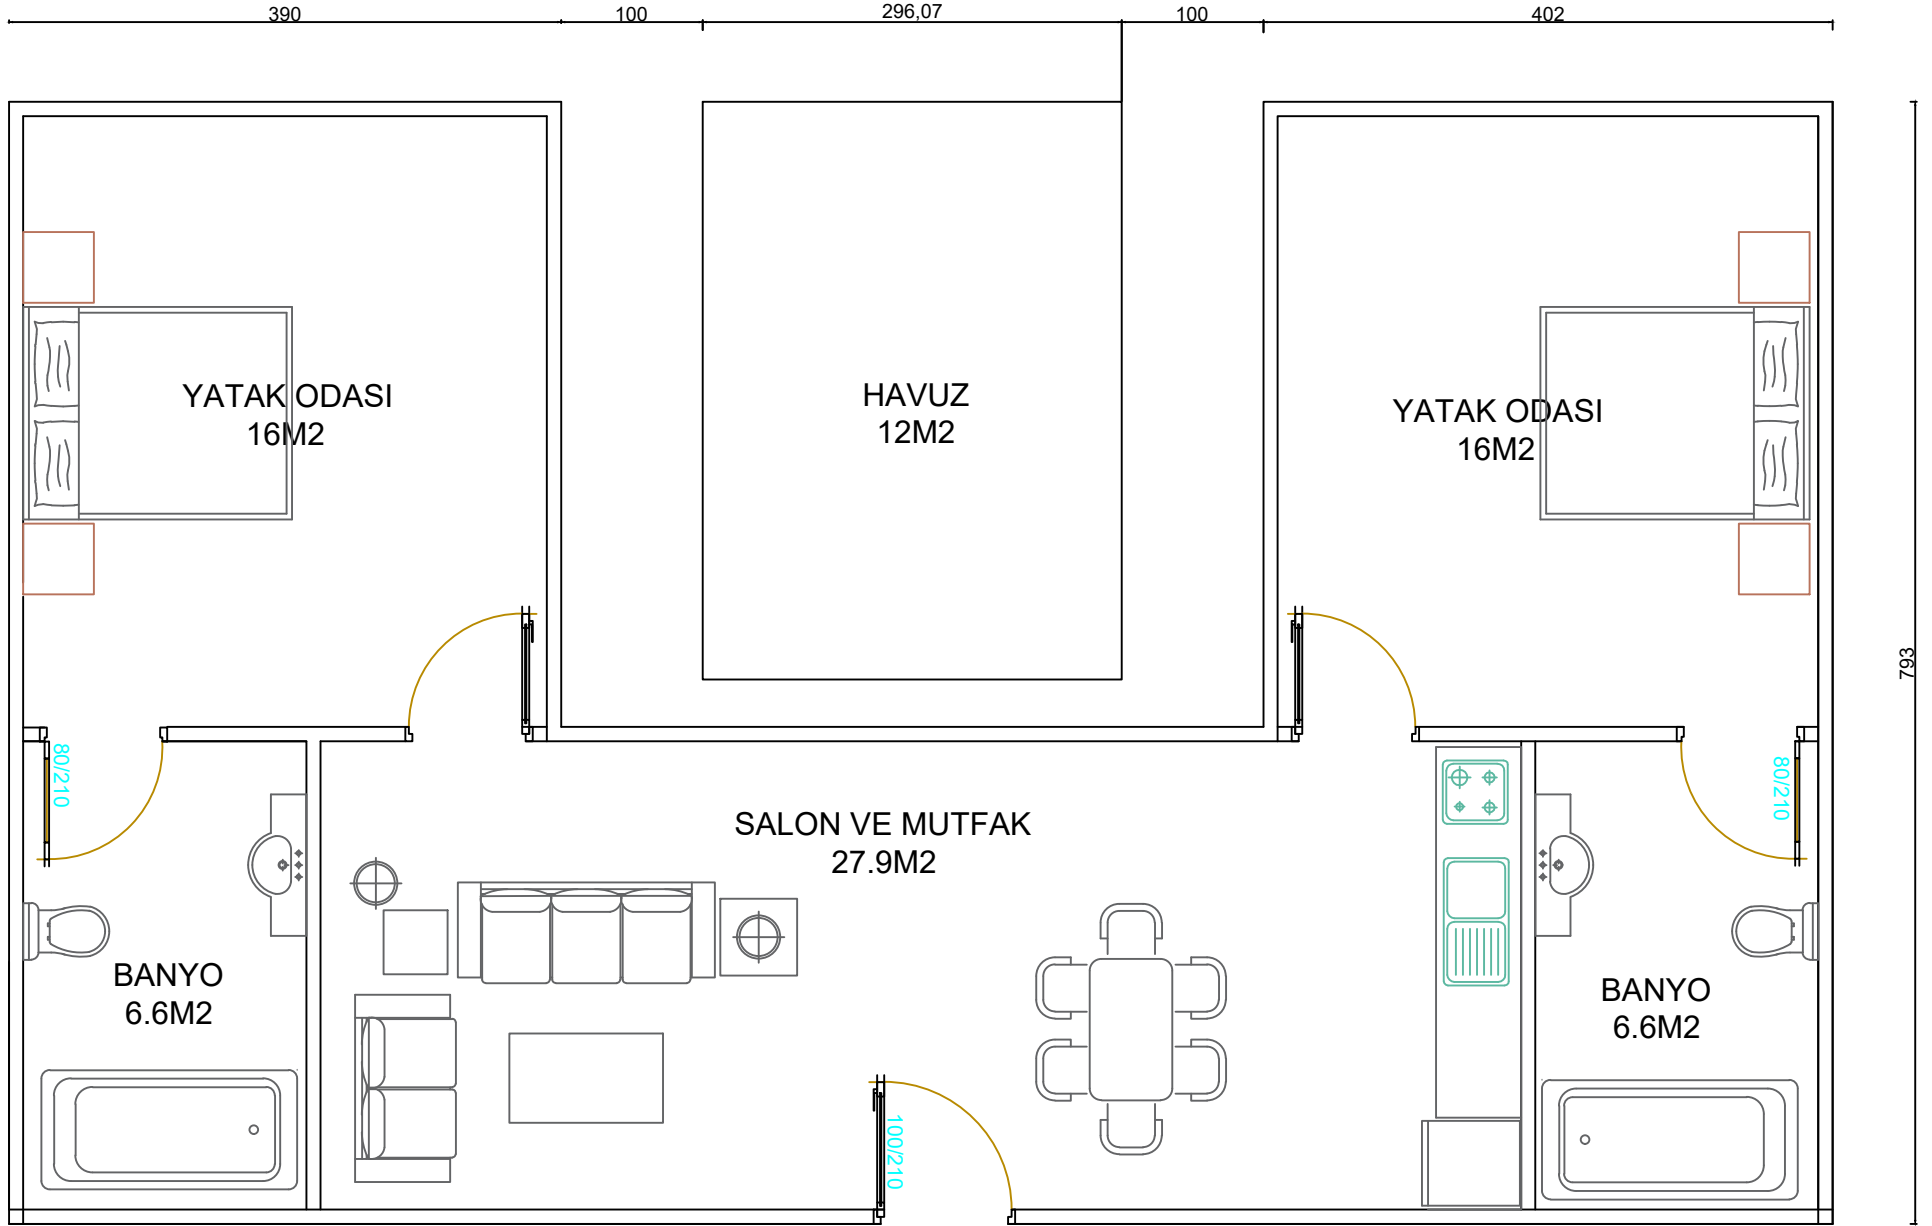 390
100
296,07
100
402
793
YATAK ODASI
16M2
HAVUZ
12M2
YATAK ODASI
16M2
80/210
80/210
SALON VE MUTFAK
27.9M2
BANYO
6.6M2
BANYO
6.6M2
100/210